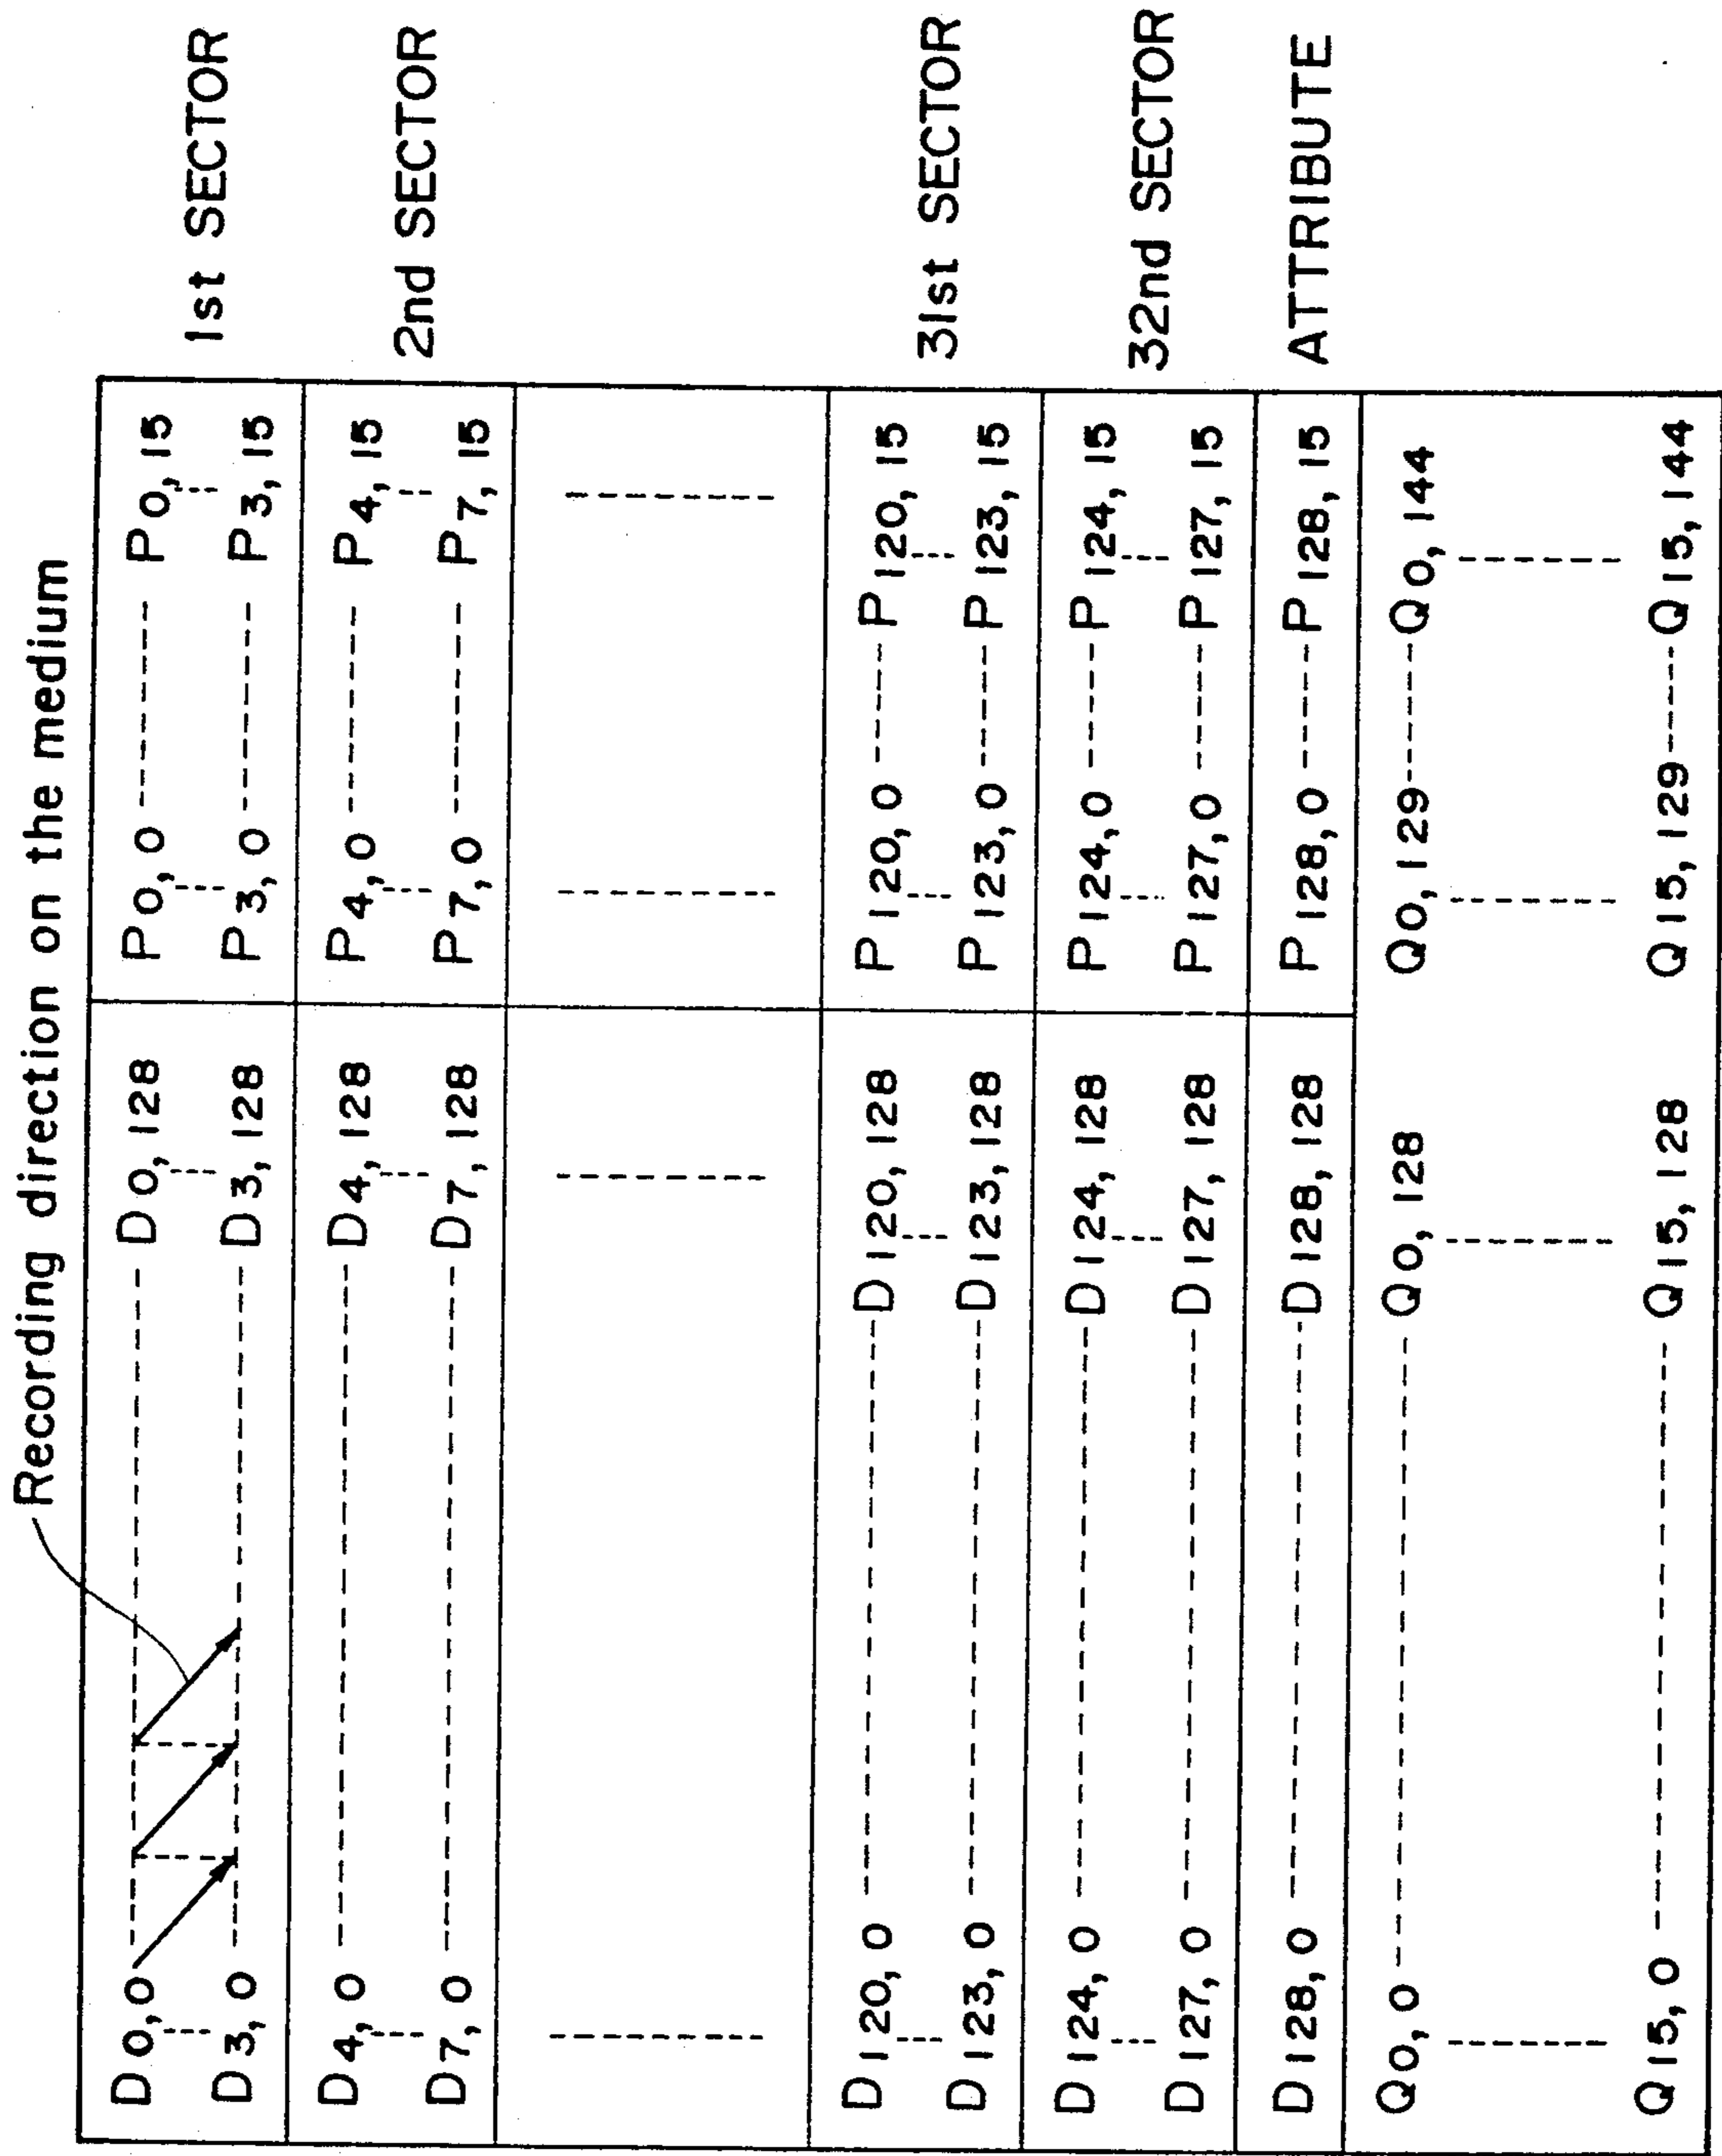 Recording direction on the medium
D0,0 ---------- D0,128 P0,0 ---------- P0,15 1st SECTOR
D3,0 ---------- D3,128 P3,0 ---------- P3,15
D4,0 ---------- D4,128 P4,0 ---------- P4,15 2nd SECTOR
D7,0 ---------- D7,128 P7,0 ---------- P7,15
D120,0 ---------- D120,128 P120,0 ------ P120,15 31st SECTOR
D123,0 ---------- D123,128 P123,0 ------ P123,15
D124,0 ---------- D124,128 P124,0 ------ P124,15 32nd SECTOR
D127,0 ---------- D127,128 P127,0 ------ P127,15
D128,0 ---------- D128,128 P128,0 ------ P128,15 ATTRIBUTE
Q0,0 ---------- Q0,128 Q0,129 ------ Q0,144
Q15,0 ---------- Q15,128 Q15,129 ------ Q15,144